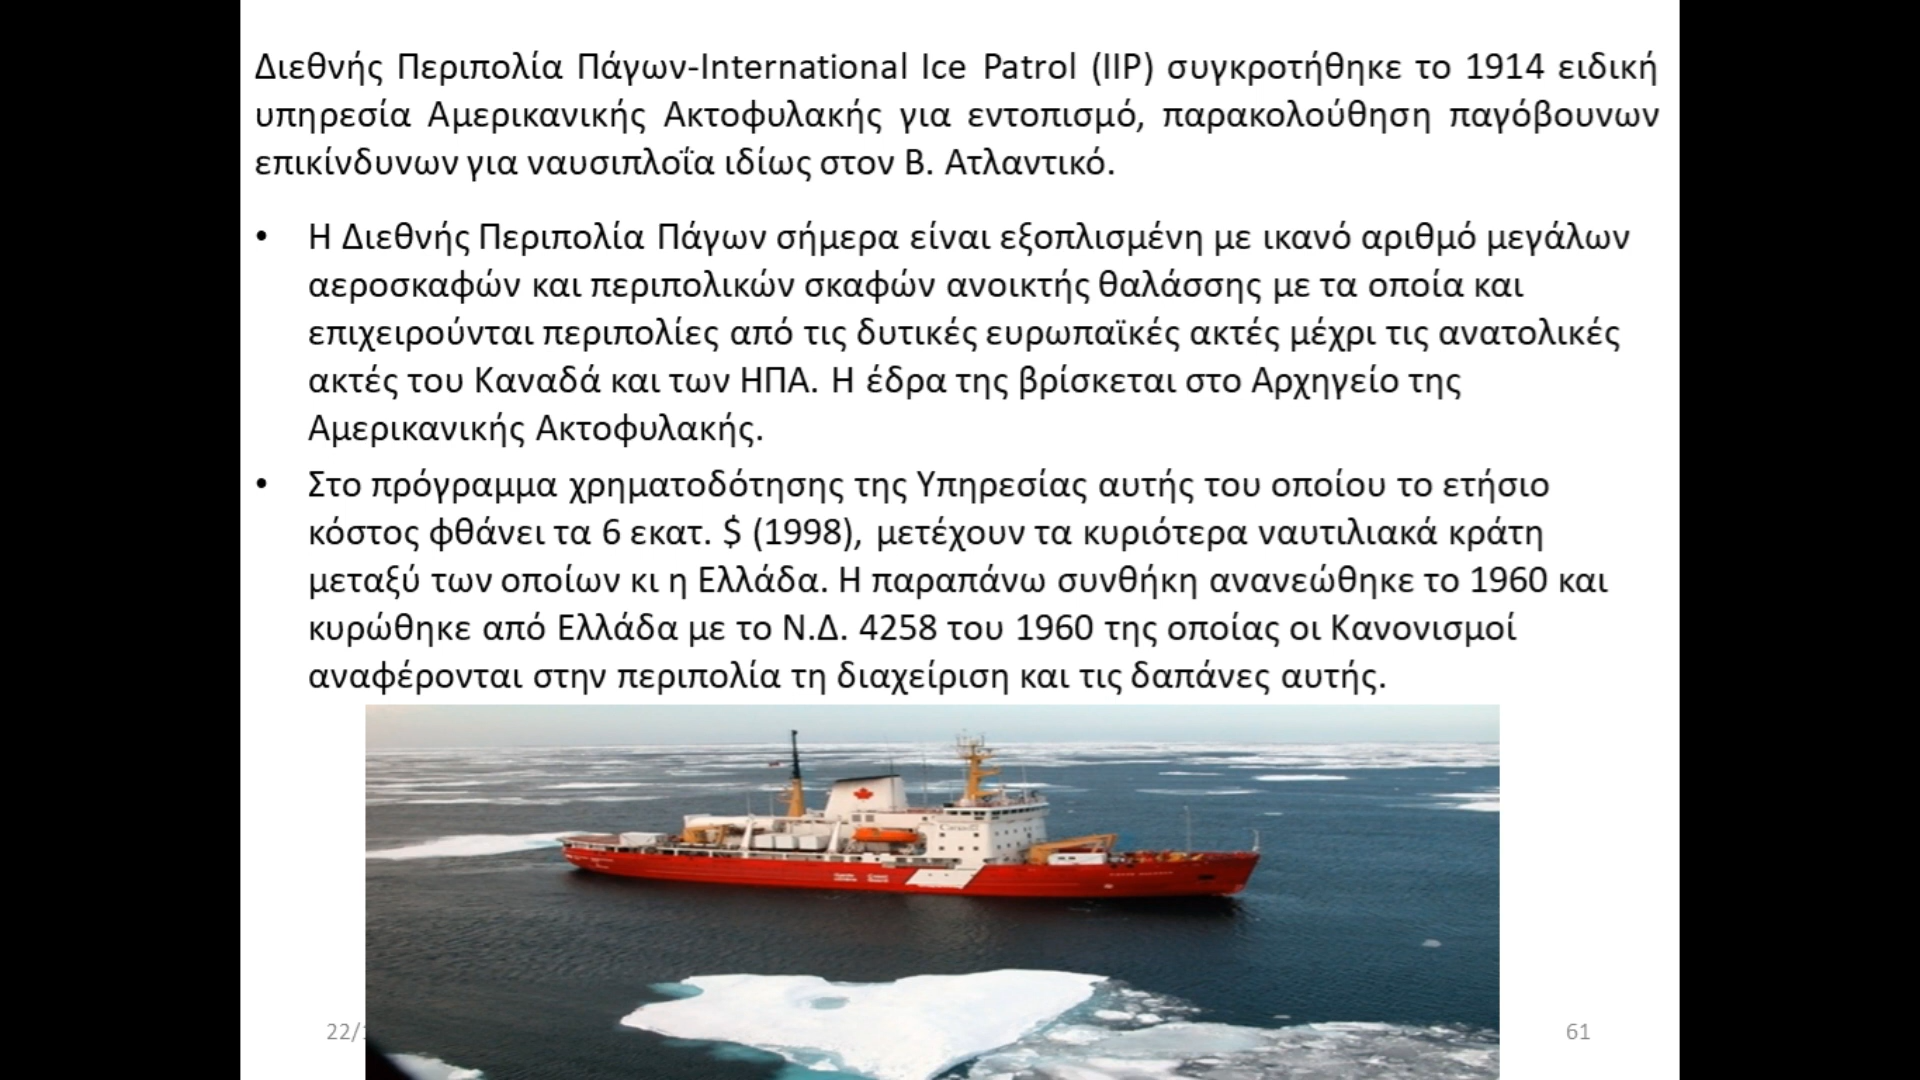 Διεθνής Περιπολία Πάγων-International Ice Patrol (IIP) συγκροτήθηκε το 1914 ειδική
υπηρεσία Αμερικανικής Ακτοφυλακής για εντοπισμό, παρακολούθηση παγόβουνων
επικίνδυνων για ναυσιπλοΐα ιδίως στον Β. Ατλαντικό.
• Η Διεθνής Περιπολία Πάγων σήμερα είναι εξοπλισμένη με ικανό αριθμό μεγάλων
αεροσκαφών και περιπολικών σκαφών ανοικτής θαλάσσης με τα οποία και
επιχειρούνται περιπολίες από τις δυτικές ευρωπαϊκές ακτές μέχρι τις ανατολικές
ακτές του Καναδά και των ΗΠΑ. Η έδρα της βρίσκεται στο Αρχηγείο της
Αμερικανικής Ακτοφυλακής.
• Στο πρόγραμμα χρηματοδότησης της Υπηρεσίας αυτής του οποίου το ετήσιο
κόστος φθάνει τα 6 εκατ. $ (1998), μετέχουν τα κυριότερα ναυτιλιακά κράτη
μεταξύ των οποίων κι η Ελλάδα. Η παραπάνω συνθήκη ανανεώθηκε το 1960 και
κυρώθηκε από Ελλάδα με το Ν.Δ. 4258 του 1960 της οποίας οι Κανονισμοί
αναφέρονται στην περιπολία τη διαχείριση και τις δαπάνες αυτής.
Canada
22/
61